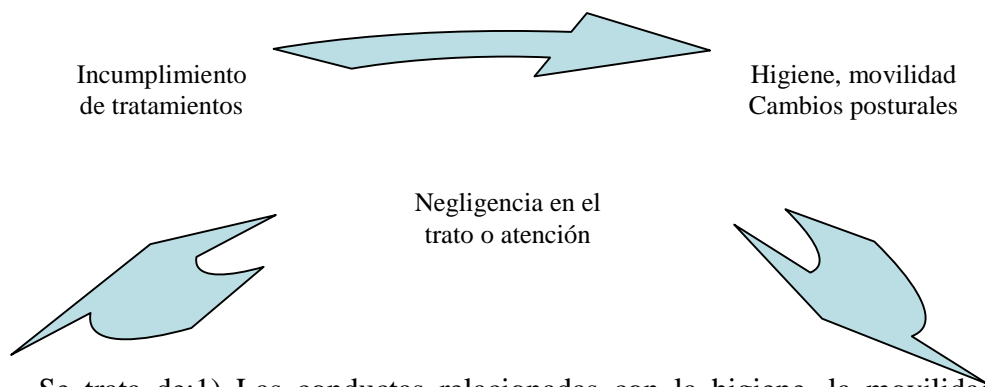 Incumplimiento
de tratamientos
Higiene, movilidad
Cambios posturales
Negligencia en el
trato o atención
Se trata de:1) Las conductas relacionadas con la higiene, la movilidad